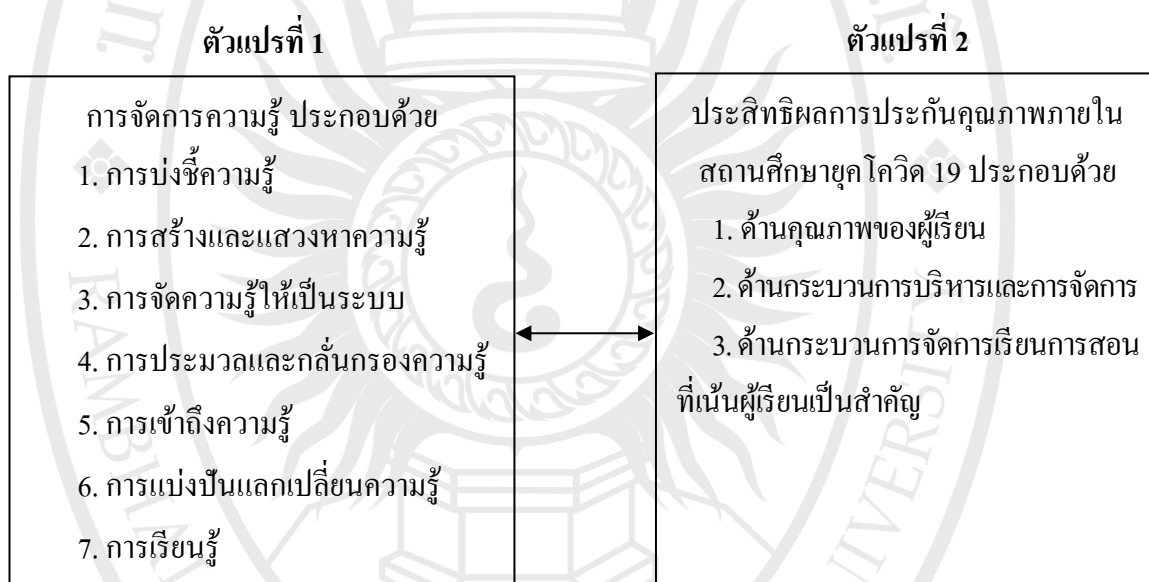 ตัวแปรที่ 1
การจัดการความรู้ ประกอบด้วย
1. การบ่งชี้ความรู้
2. การสร้างและแสวงหาความรู้
3. การจัดความรู้ให้เป็นระบบ
4. การประมวลและกลั่นกรองความรู้
5. การเข้าถึงความรู้
6. การแบ่งปันแลกเปลี่ยนความรู้
7. การเรียนรู้
ตัวแปรที่ 2
ประสิทธิผลการประกันคุณภาพภายใน
สถานศึกษายุคโควิด 19 ประกอบด้วย
1. ด้านคุณภาพของผู้เรียน
2. ด้านกระบวนการบริหารและการจัดการ
3. ด้านกระบวนการจัดการเรียนการสอน
ที่เน้นผู้เรียนเป็นสำคัญ